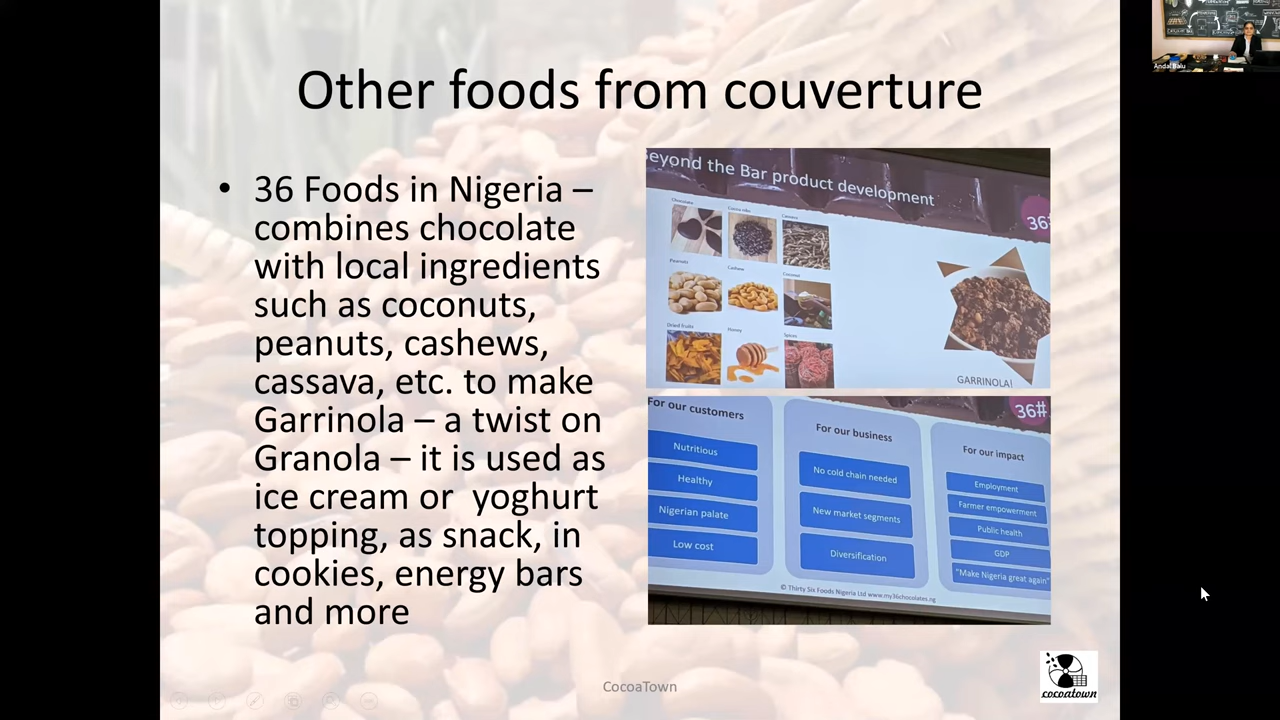 Other foods from couverture
• 36 Foods in Nigeria –
combines chocolate
with local ingredients
such as coconuts,
peanuts, cashews,
cassava, etc. to make
Garrinola – a twist on
Granola – it is used as
ice cream or  yoghurt
topping, as snack, in
cookies, energy bars
and more
Beyond the Bar product development
36
Chocolate
Cocoa nibs
Cassava
Peanuts
Cashew
Coconut
Dried fruits
Honey
Spices
GARRINOLA!
36#
For our customers
Nutritious
Healthy
Nigerian palate
Low cost
For our business
No cold chain needed
New market segments
Diversification
For our impact
Employment
Farmer empowerment
Public health
GDP
"Make Nigeria great again"
© Thirty Six Foods Nigeria Ltd www.my36chocolates.ng
CocoaTown
cocoatown
Andal Balu